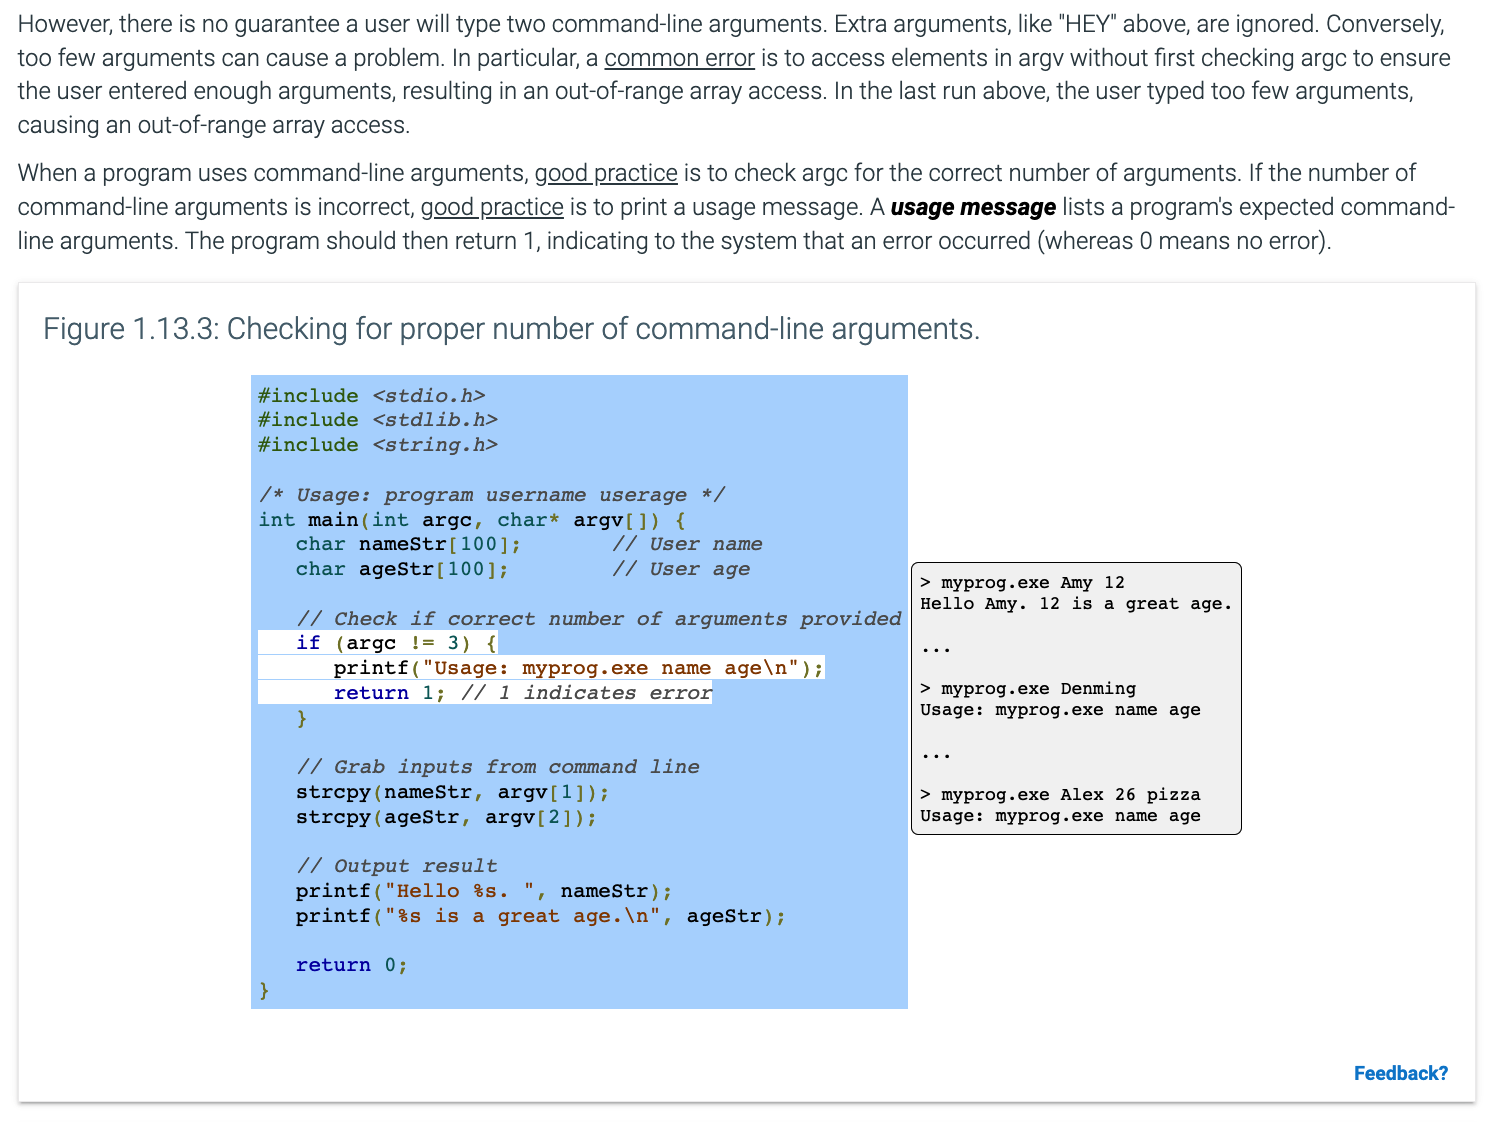 However, there is no guarantee a user will type two command-line arguments. Extra arguments, like "HEY" above, are ignored. Conversely,
too few arguments can cause a problem. In particular, a common error is to access elements in argv without first checking argc to ensure
the user entered enough arguments, resulting in an out-of-range array access. In the last run above, the user typed too few arguments,
causing an out-of-range array access.
When a program uses command-line arguments, good practice is to check argc for the correct number of arguments. If the number of
command-line arguments is incorrect, good practice is to print a usage message. A usage message lists a program's expected command-
line arguments. The program should then return 1, indicating to the system that an error occurred (whereas 0 means no error).
Figure 1.13.3: Checking for proper number of command-line arguments.
#include <stdio.h>
#include <stdlib.h>
#include <string.h>
/* Usage: program username userage */
int main(int argc, char* argv[]) {
   char nameStr[100];       // User name
   char ageStr[100];        // User age
   // Check if correct number of arguments provided
   if (argc != 3) {
      printf("Usage: myprog.exe name age\n");
      return 1; // 1 indicates error
   }
   // Grab inputs from command line
   strcpy(nameStr, argv[1]);
   strcpy(ageStr, argv[2]);
   // Output result
   printf("Hello %s. ", nameStr);
   printf("%s is a great age.\n", ageStr);
   return 0;
}
> myprog.exe Amy 12
Hello Amy. 12 is a great age.
...
> myprog.exe Denming
Usage: myprog.exe name age
...
> myprog.exe Alex 26 pizza
Usage: myprog.exe name age
Feedback?